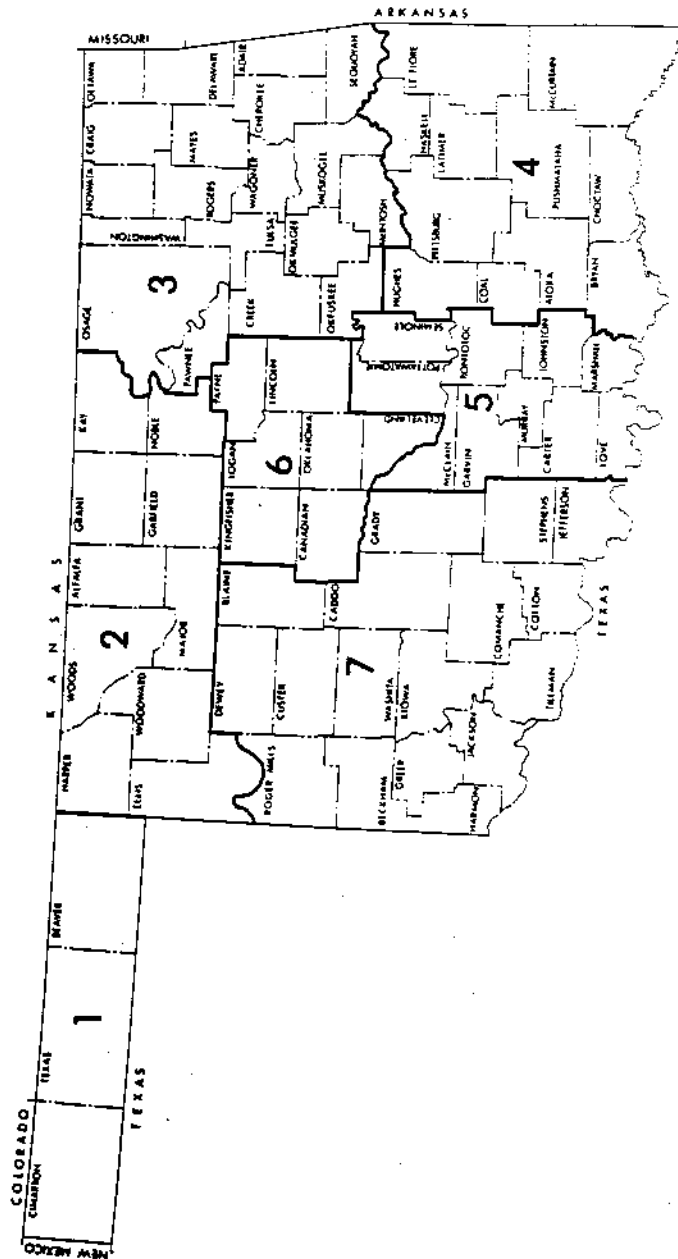 COLORADO
NEW MEXICO
CIMARRON
TEXAS
BEAVER
1
TEXAS
KANSAS
HARPER
WOODS
ALFALFA
GRANT
KAY
OSAGE
WASHINGTON
NOWATA
CRAIG
OTTAWA
MISSOURI
ELLIS
WOODWARD
2
MAJOR
GARFIELD
NOBLE
PAWNEE
3
ROGERS
MAYES
DELAWARE
ROGER MILLS
DEWEY
BLAINE
KINGFISHER
LOGAN
PAYNE
CREEK
TULSA
WAGONER
CHEROKEE
ADAIR
CUSTER
CANADIAN
OKLAHOMA
6
LINCOLN
OKFUSKEE
OKMULGEE
MUSKOGEE
SEQUOYAH
ARKANSAS
BECKHAM
WASHITA
7
CADDO
GRADY
CLEVELAND
POTTAWATOMIE
SEMINOLE
HUGHES
MCINTOSH
PITTSBURG
HASKELL
LE FLORE
GREER
KIOWA
HARMON
JACKSON
COMANCHE
MCCLAIN
GARVIN
5
PONTOTOC
COAL
LATIMER
4
TILLMAN
COTTON
STEPHENS
JEFFERSON
MURRAY
CARTER
JOHNSTON
ATOKA
PUSHMATAHA
MCCURTAIN
TEXAS
LOVE
MARSHALL
BRYAN
CHOCTAW